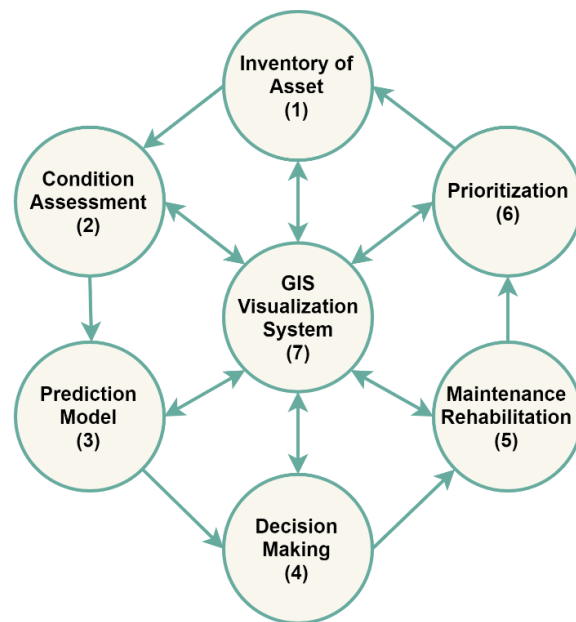 Inventory of
Asset
(1)
Condition
Assessment
(2)
Prioritization
(6)
GIS
Visualization
System
(7)
Prediction
Model
(3)
Maintenance
Rehabilitation
(5)
Decision
Making
(4)